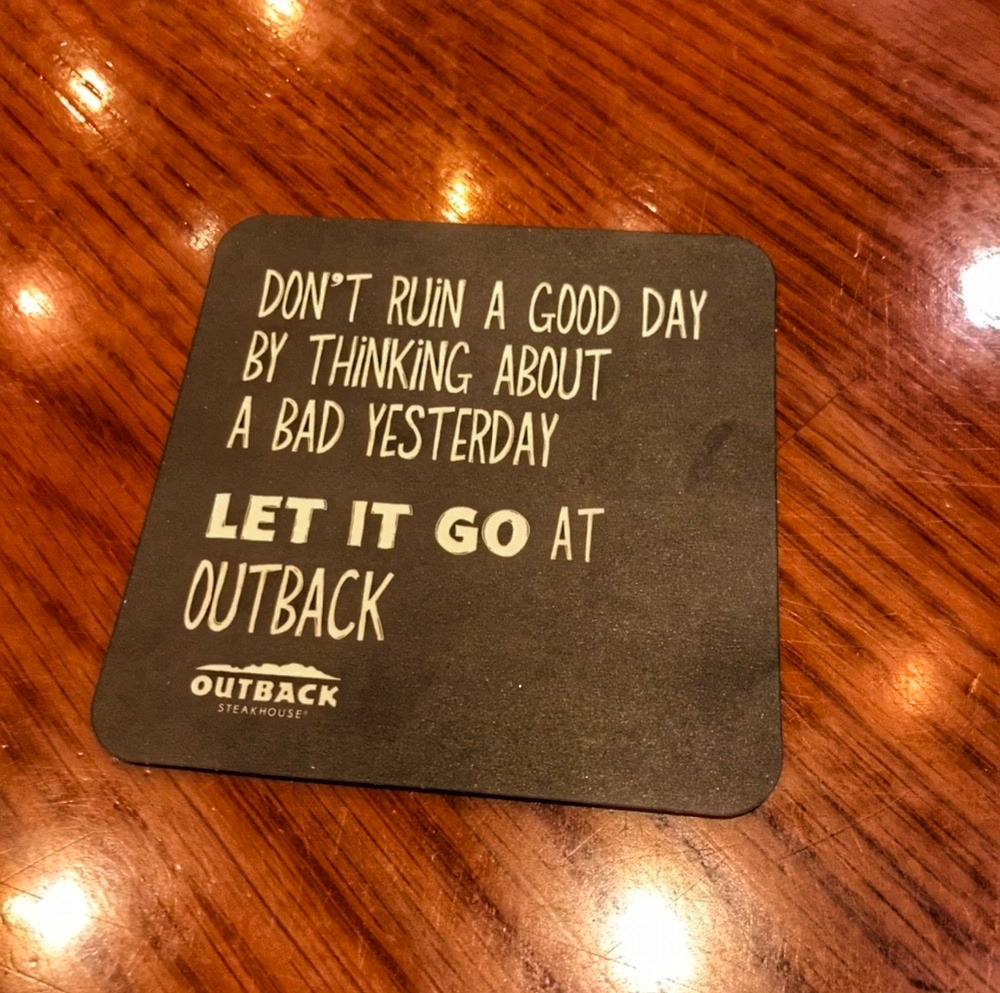 DON'T RUIN A GOOD DAY
BY THINKING ABOUT
A BAD YESTERDAY
LET IT GO AT
OUTBACK
OUTBACK
STEAKHOUSE®